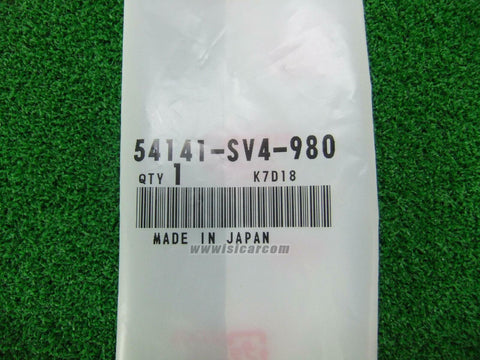 54141-SV4-980
QTY 1 K7D18
MADE IN JAPAN
www.isicar.com